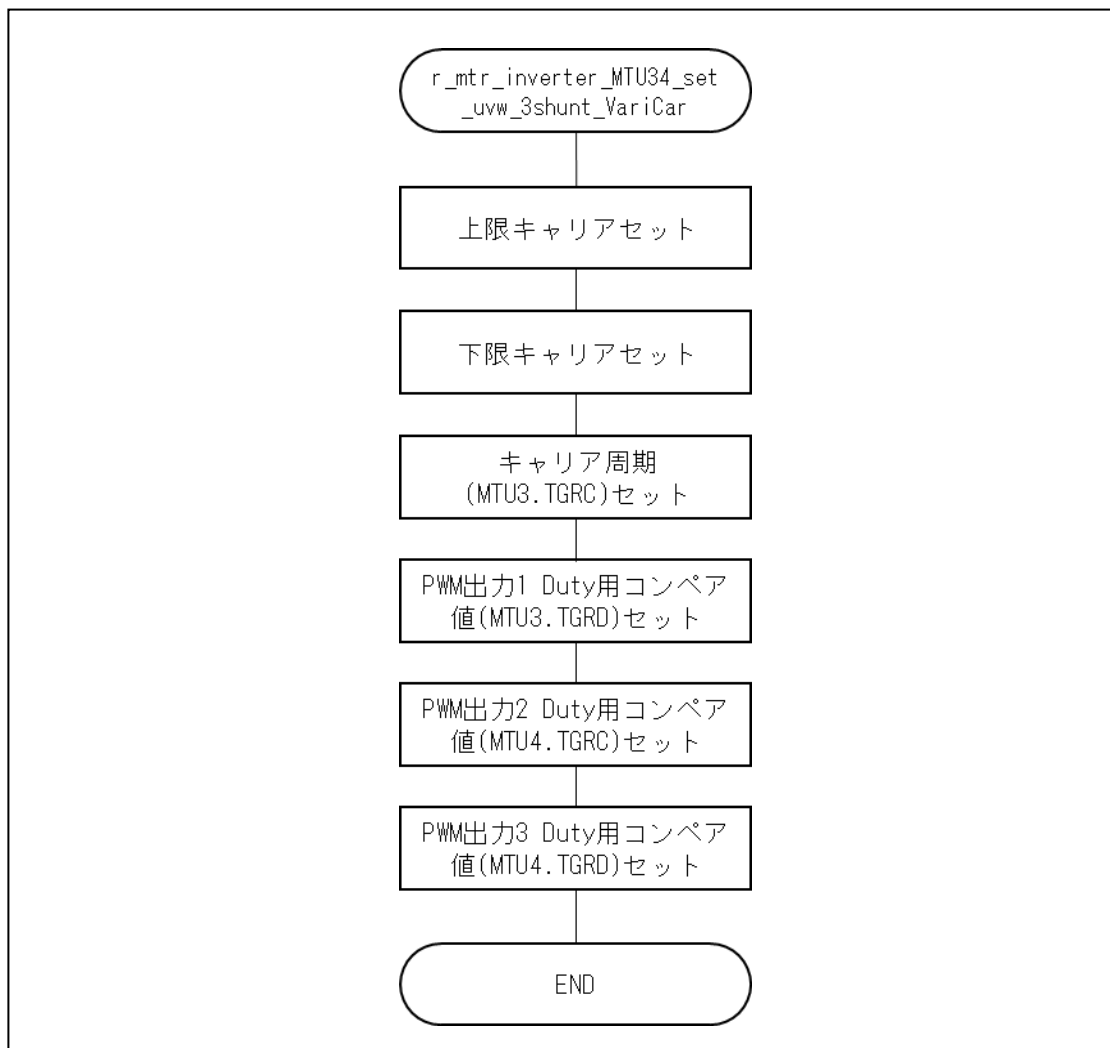 r_mtr_inverter_MTU34_set
_uvw_3shunt_VariCar
上限キャリアセット
下限キャリアセット
キャリア周期
(MTU3.TGRC)セット
PWM出力1 Duty用コンペア
値(MTU3.TGRD)セット
PWM出力2 Duty用コンペア
値(MTU4.TGRC)セット
PWM出力3 Duty用コンペア
値(MTU4.TGRD)セット
END